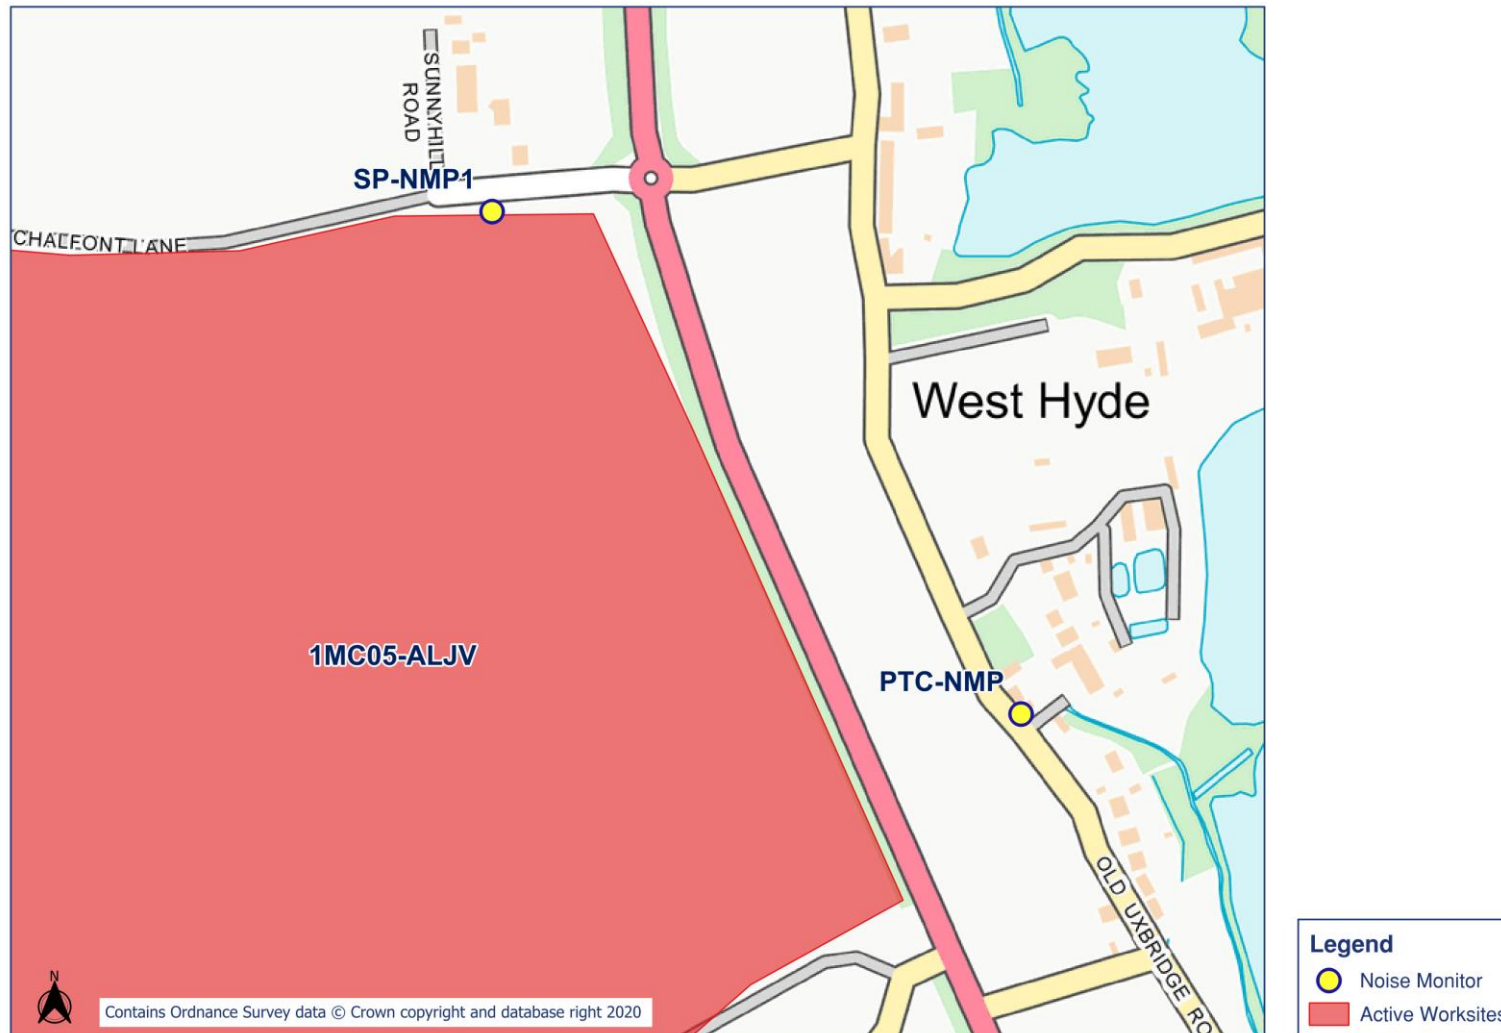 SUNNYHILL
ROAD
SP-NMP1
CHALFONT LANE
West Hyde
1MC05-ALJV
PTC-NMP
OLD UXBRIDGE RO
N
Contains Ordnance Survey data © Crown copyright and database right 2020
Legend
Noise Monitor
Active Worksites